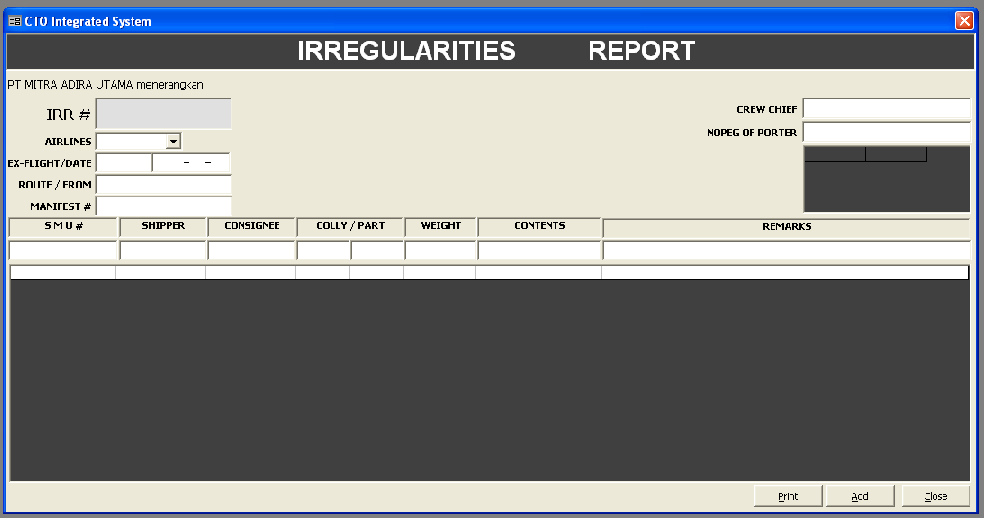 C I O Integrated System
IRREGULARITIES REPORT
PT MITRA ADIRA UTAMA menerangkan
IRR #
CREW CHIEF
AIRLINES
NOPEG OF PORTER
EX-FLIGHT/DATE - -
ROUTE / FROM
MANIFEST #
S M U # SHIPPER CONSIGNEE COLLY / PART WEIGHT CONTENTS REMARKS
Print Add Close